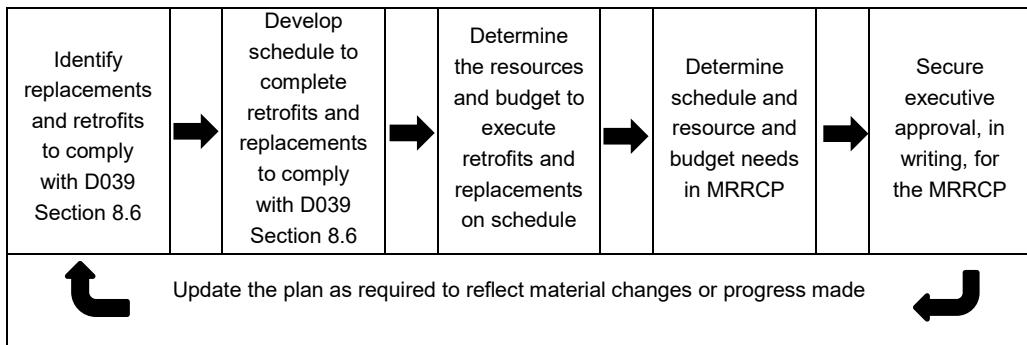 Identify
replacements
and retrofits
to comply
with D039
Section 8.6
Develop
schedule to
complete
retrofits and
replacements
to comply
with D039
Section 8.6
Determine
the resources
and budget to
execute
retrofits and
replacements
on schedule
Determine
schedule and
resource and
budget needs
in MRRCP
Secure
executive
approval, in
writing, for
the MRRCP
Update the plan as required to reflect material changes or progress made